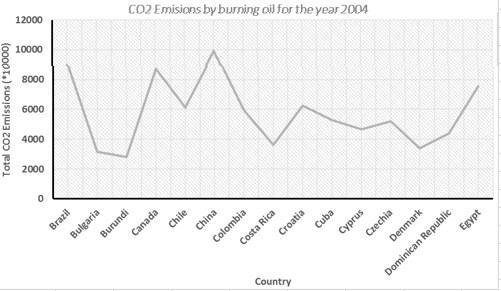 CO2 Emisions by burning oil for the year 2004
Total CO2 Emissions (*10000)
12000
10000
8000
6000
4000
2000
0
Brazil
Bulgaria
Burundi
Canada
Chile
China
Colombia
Costa Rica
Croatia
Cuba
Cyprus
Czechia
Denmark
Dominican Republic
Egypt
Country